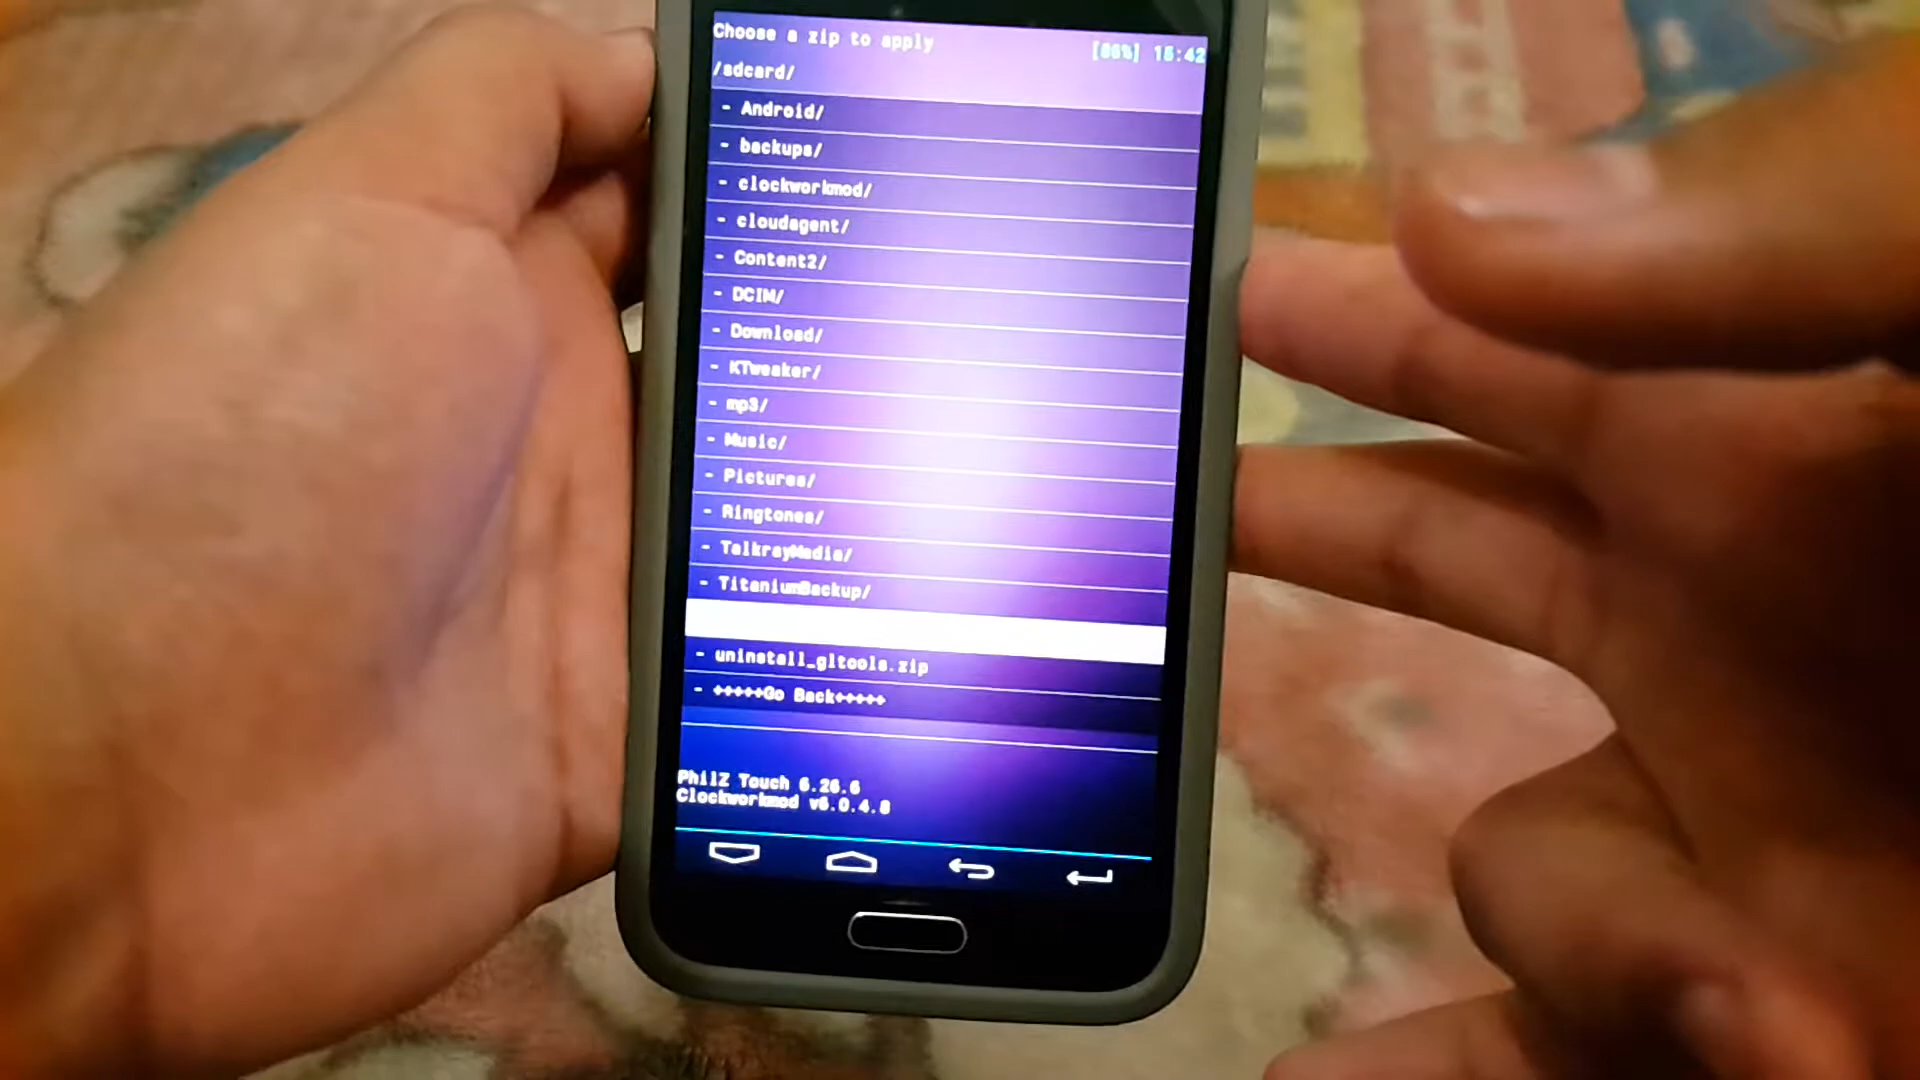 Choose a zip to apply
[86%] 15:42
/sdcard/
- Android/
- backups/
- clockworkmod/
- cloudagent/
- Content2/
- DCIM/
- Download/
- KTweaker/
- mp3/
- Music/
- Pictures/
- Ringtones/
- TalkrayMedia/
- TitaniumBackup/
- uninstall_gltools.zip
- +++++Go Back+++++
PhilZ Touch 6.26.6
Clockworkmod v6.0.4.8